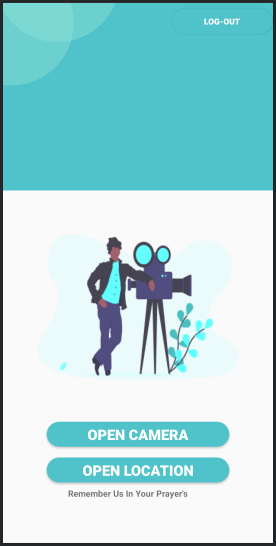 LOG-OUT
OPEN CAMERA
OPEN LOCATION
Remember Us In Your Prayer's